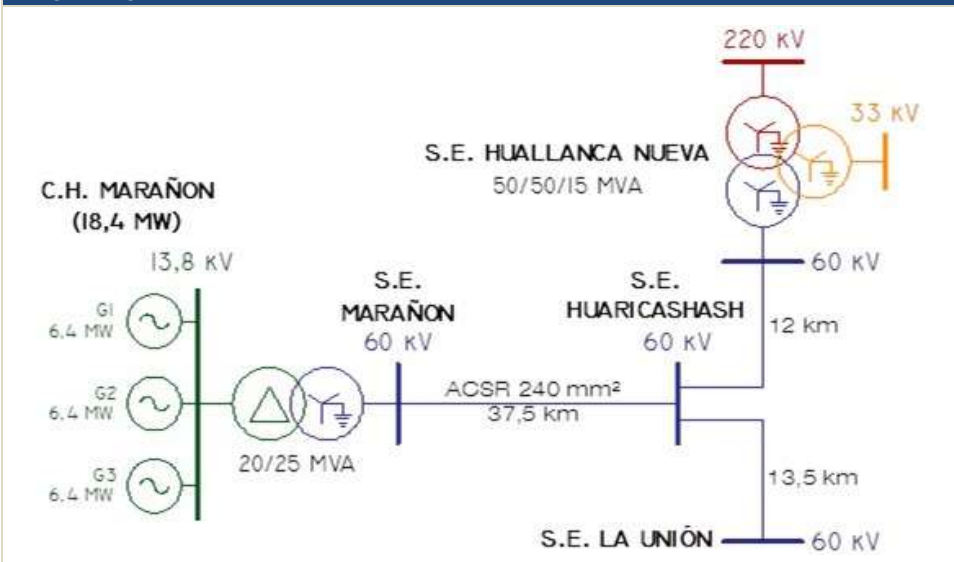 220 kV
33 kV
S.E. HUALLANCA NUEVA
50/50/15 MVA
C.H. MARAÑON
(18,4 MW)
13,8 kV
S.E.
MARAÑON
60 kV
S.E.
HUARICASHASH
60 kV
60 kV
12 km
G1
6.4 MW
G2
6.4 MW
G3
6.4 MW
ACSR 240 mm²
37,5 km
20/25 MVA
13,5 km
S.E. LA UNIÓN
60 kV